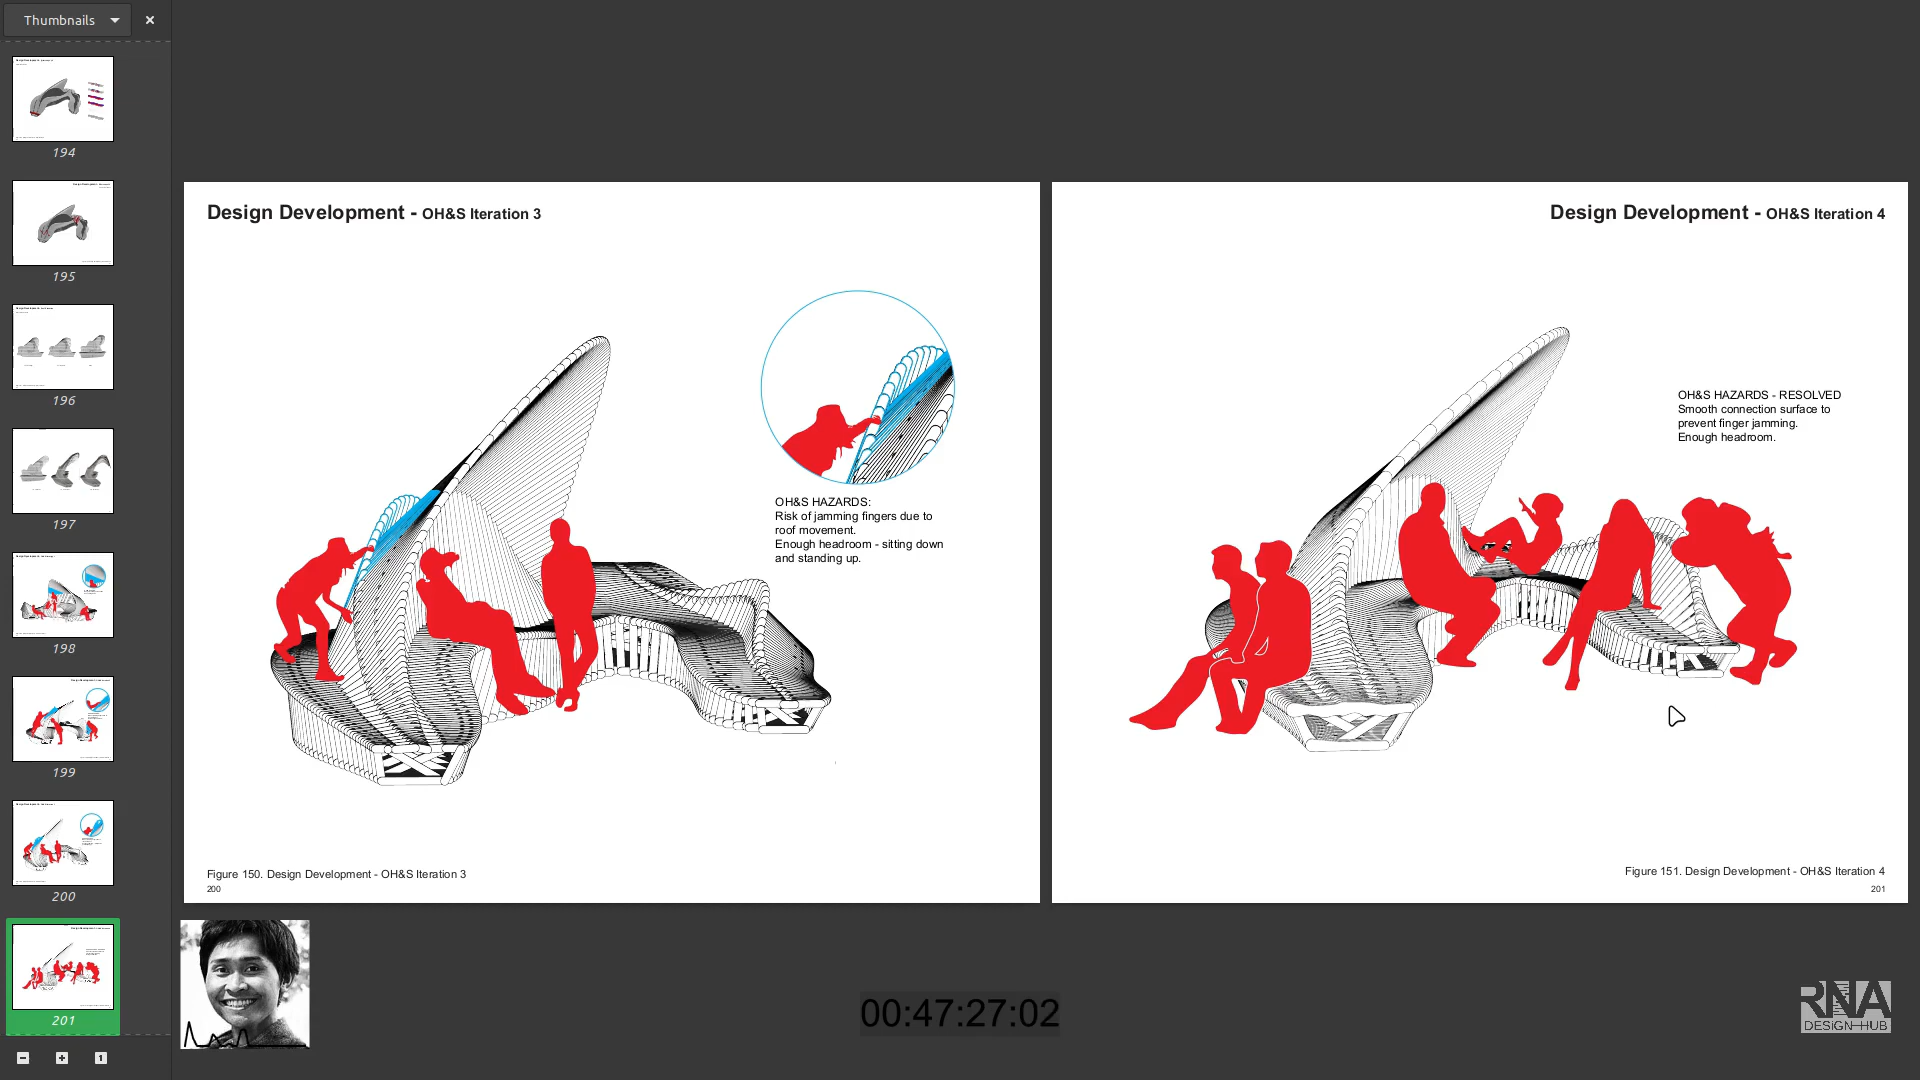 Thumbnails
194
195
196
197
198
199
200
201
Design Development - OH&S Iteration 3
OH&S HAZARDS:
Risk of jamming fingers due to
roof movement.
Enough headroom - sitting down
and standing up.
Figure 150. Design Development - OH&S Iteration 3
200
Design Development - OH&S Iteration 4
OH&S HAZARDS - RESOLVED
Smooth connection surface to
prevent finger jamming.
Enough headroom.
Figure 151. Design Development - OH&S Iteration 4
201
00:47:27:02
RNA
DESiGN-HUB